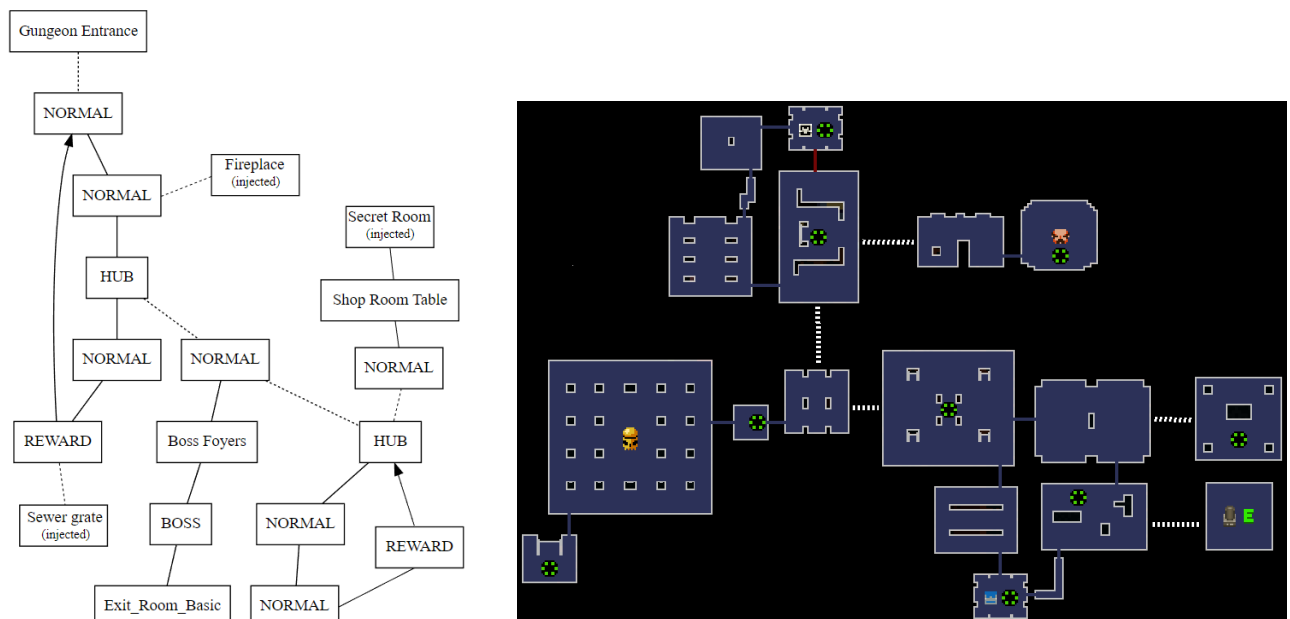 Gungeon Entrance
NORMAL
Fireplace
(injected)
NORMAL
Secret Room
(injected)
HUB
Shop Room Table
NORMAL
NORMAL
NORMAL
REWARD
Boss Foyers
HUB
Sewer grate
(injected)
BOSS
NORMAL
REWARD
Exit_Room_Basic
NORMAL
E